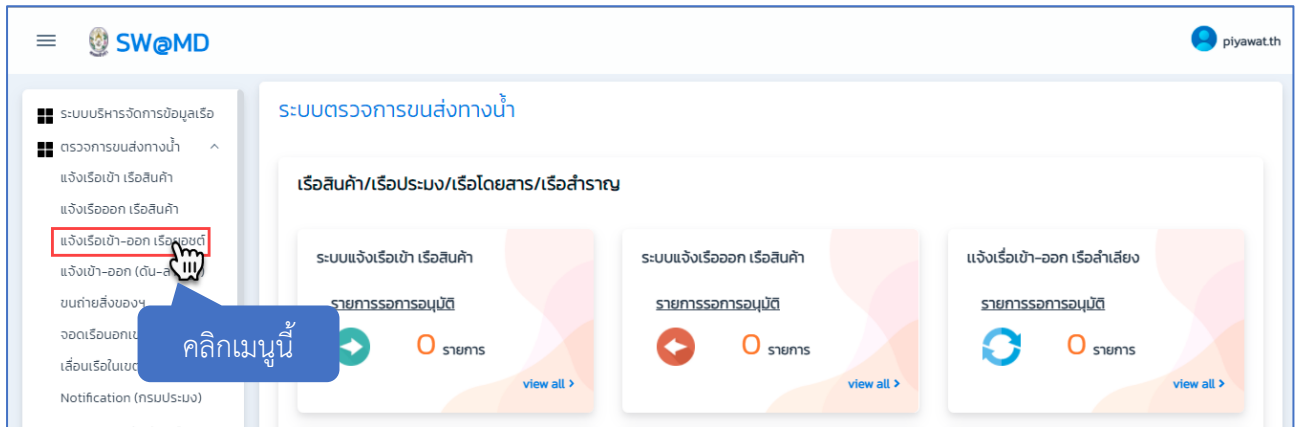 SW@MD
piyawat.th
ระบบบริหารจัดการข้อมูลเรือ
ตรวจการขนส่งทางน้ำ
แจ้งเรือเข้า เรือสินค้า
แจ้งเรือออก เรือสินค้า
แจ้งเรือเข้า-ออก เรือยอชต์
แจ้งเข้า-ออก (ดัน-
ขนถ่ายสิ่งของฯ
จอดเรือนอกเข
เลื่อนเรือในเขต
Notification (กรมประมง)
คลิกเมนูนี้
ระบบตรวจการขนส่งทางน้ำ
เรือสินค้า/เรือประมง/เรือโดยสาร/เรือสำราญ
ระบบแจ้งเรือเข้า เรือสินค้า
รายการรอการอนุมัติ
0 รายการ
view all >
ระบบแจ้งเรือออก เรือสินค้า
รายการรอการอนุมัติ
0 รายการ
view all >
แจ้งเรื่อเข้า-ออก เรือลำเลียง
รายการรอการอนุมัติ
0 รายการ
view all >